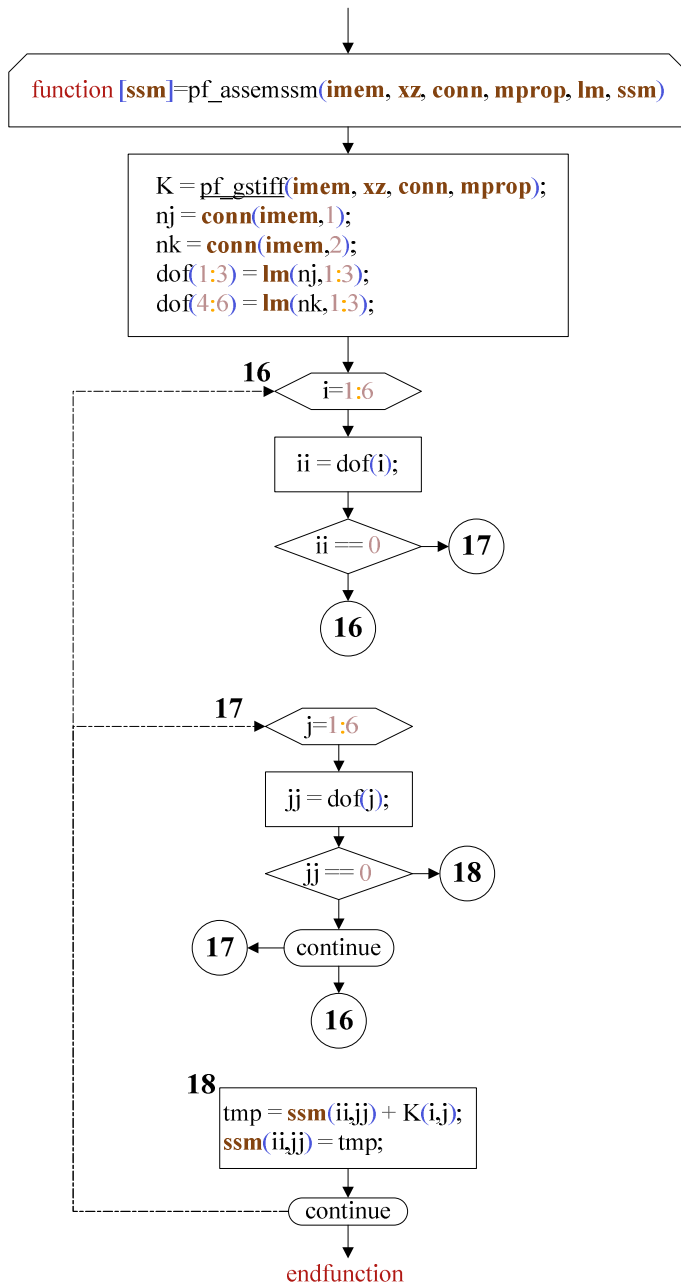 function [ssm]=pf_assemssm(imem, xz, conn, mprop, lm, ssm)
K = pf_gstiff(imem, xz, conn, mprop);
nj = conn(imem,1);
nk = conn(imem,2);
dof(1:3) = lm(nj,1:3);
dof(4:6) = lm(nk,1:3);
16
i=1:6
ii = dof(i);
ii == 0
17
16
17
j=1:6
jj = dof(j);
jj == 0
18
continue
17
16
18
tmp = ssm(ii,jj) + K(i,j);
ssm(ii,jj) = tmp;
continue
endfunction